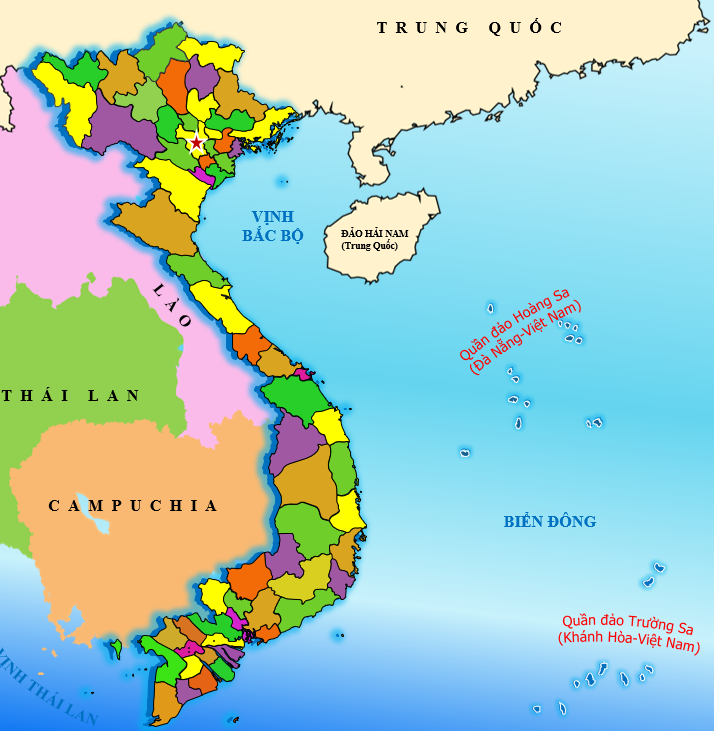 TRUNG QUỐC
VỊNH
BẮC BỘ
ĐẢO HẢI NAM
(Trung Quốc)
LÀO
Quần đảo Hoàng Sa
(Đà Nẵng-Việt Nam)
THÁI LAN
CAMPUCHIA
BIỂN ĐÔNG
Quần đảo Trường Sa
(Khánh Hòa-Việt Nam)
VỊNH THÁI LAN